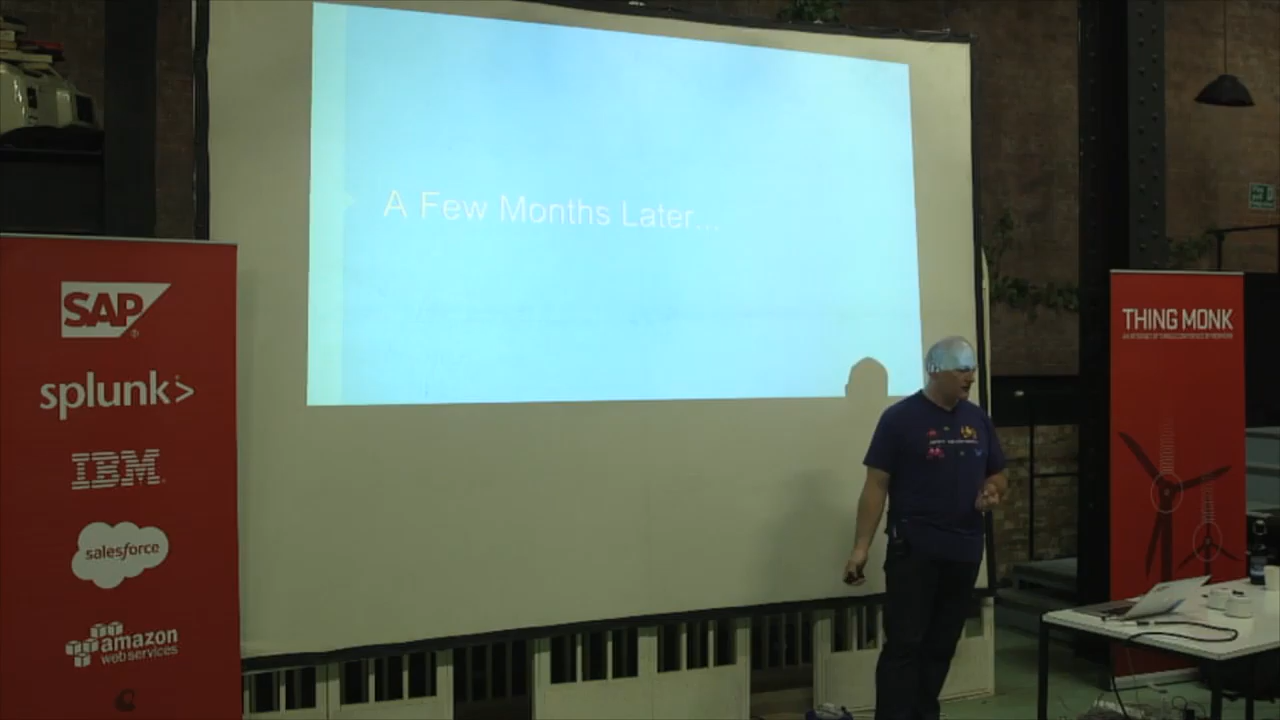 A Few Months Later...
SAP
splunk>
IBM
salesforce
amazon
web services
THING MONK